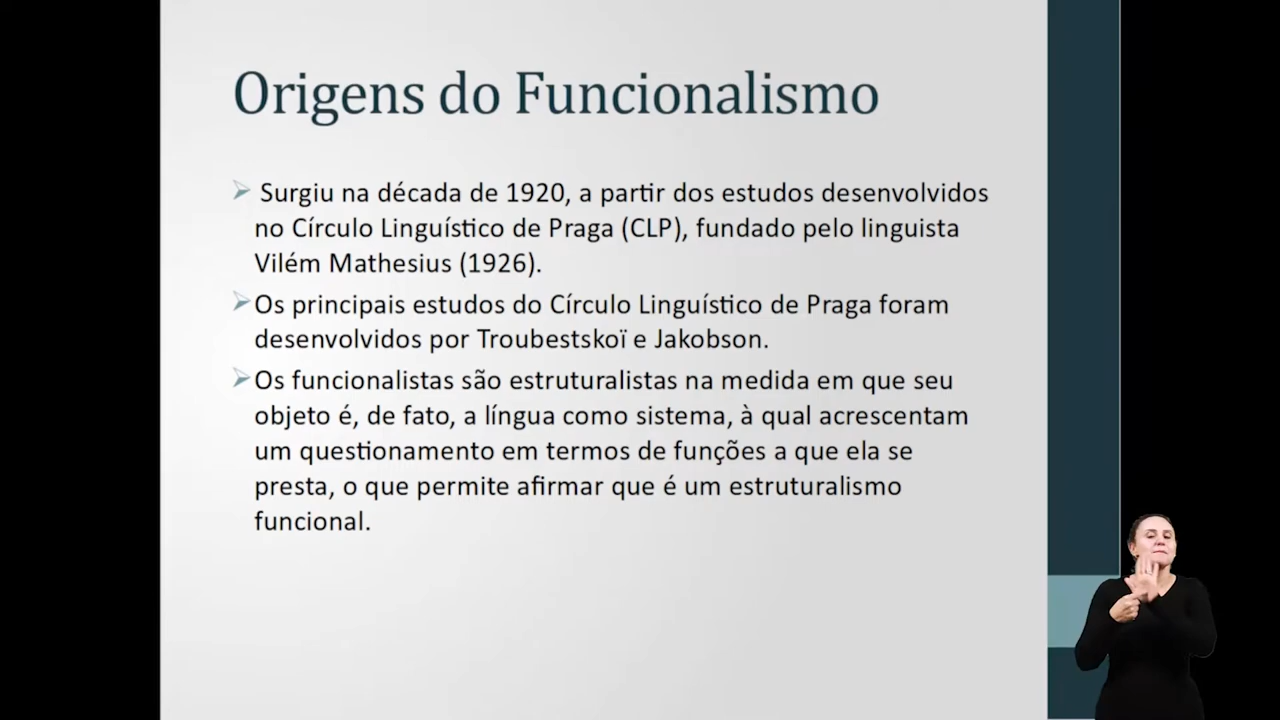 Origens do Funcionalismo
Surgiu na década de 1920, a partir dos estudos desenvolvidos
no Círculo Linguístico de Praga (CLP), fundado pelo linguista
Vilém Mathesius (1926).
Os principais estudos do Círculo Linguístico de Praga foram
desenvolvidos por Troubestskoï e Jakobson.
Os funcionalistas são estruturalistas na medida em que seu
objeto é, de fato, a língua como sistema, à qual acrescentam
um questionamento em termos de funções a que ela se
presta, o que permite afirmar que é um estruturalismo
funcional.